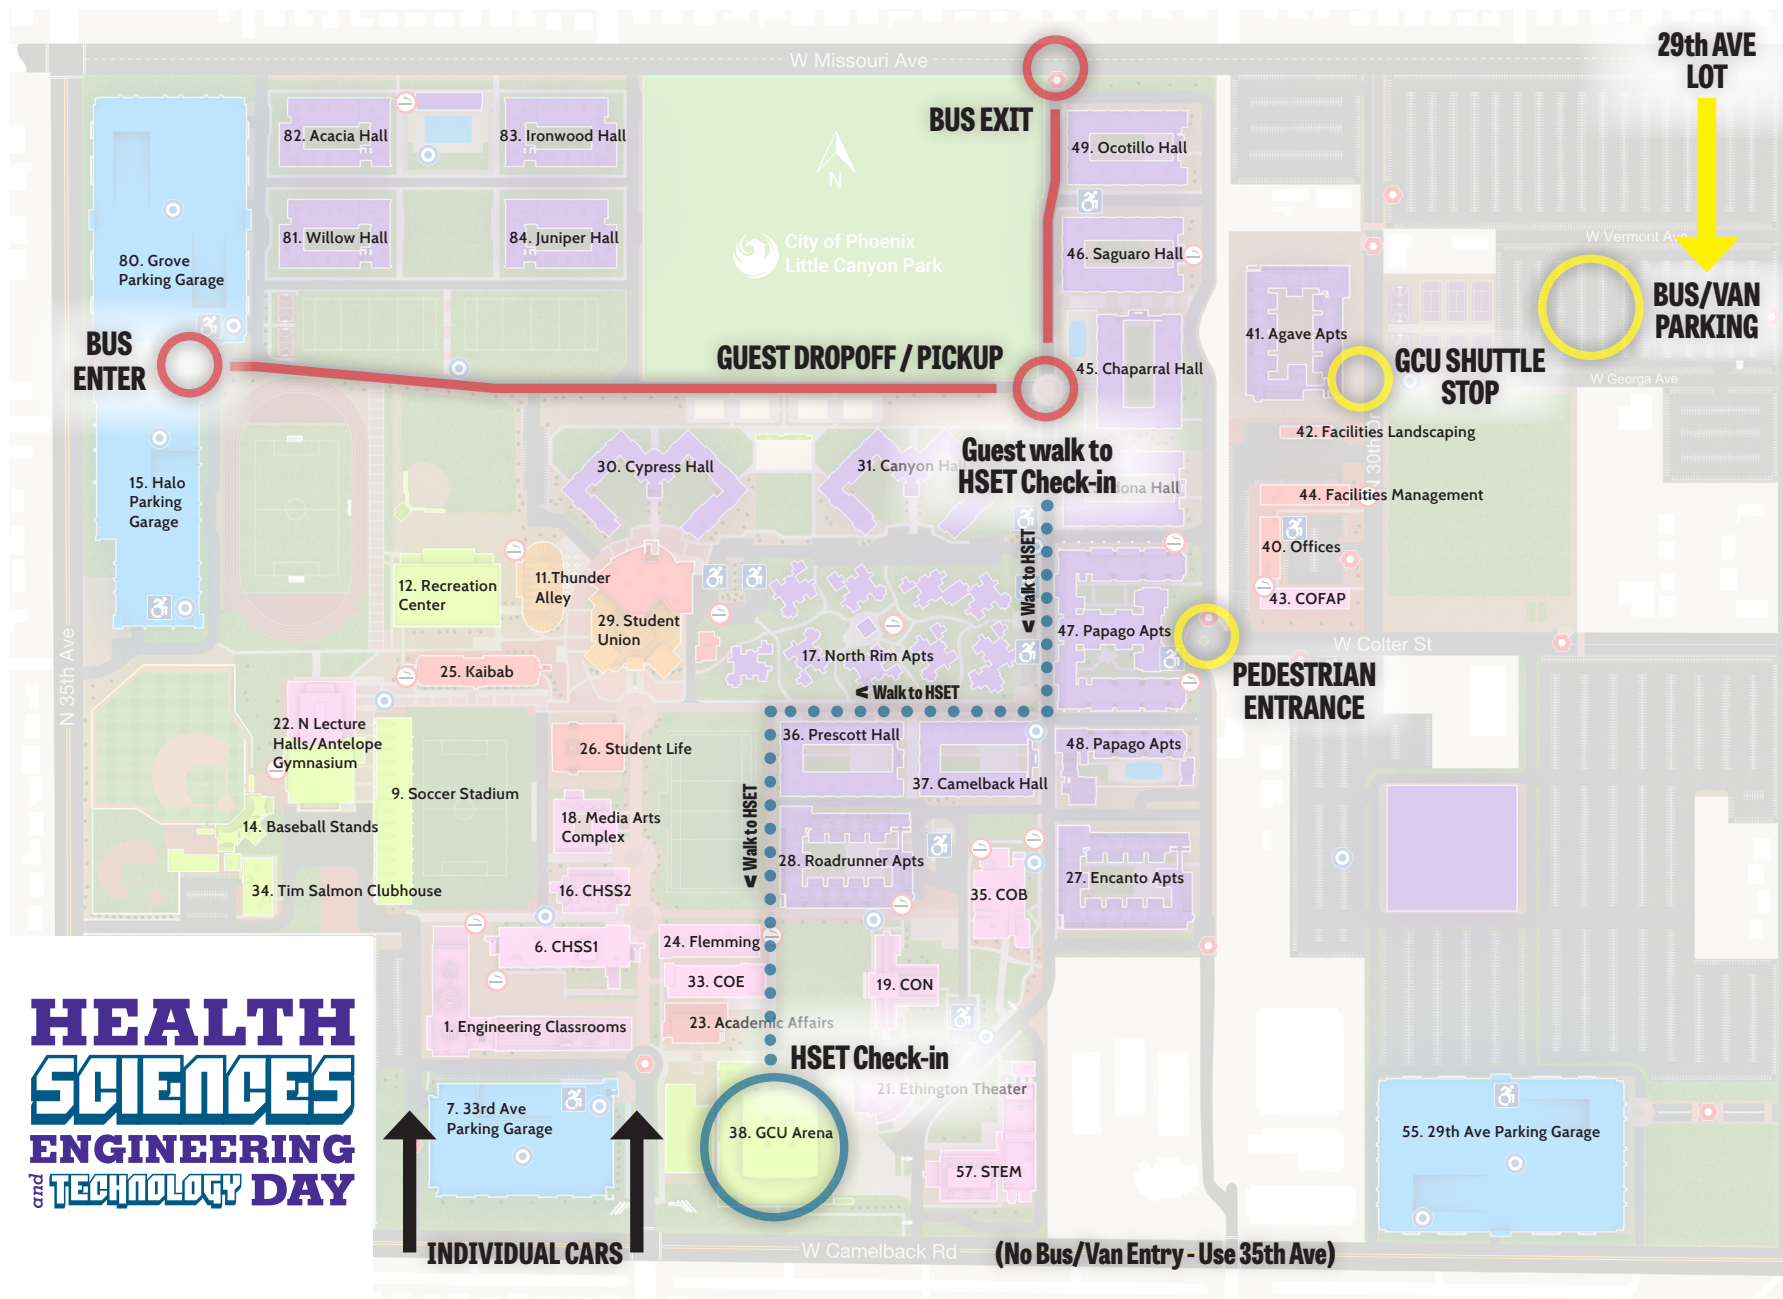 W Missouri Ave
29th AVE
LOT
BUS EXIT
82. Acacia Hall
83. Ironwood Hall
49. Ocotillo Hall
N
81. Willow Hall
84. Juniper Hall
City of Phoenix
Little Canyon Park
46. Saguaro Hall
W Vermont Ave
80. Grove
Parking Garage
BUS/VAN
PARKING
BUS
ENTER
GUEST DROPOFF / PICKUP
45. Chaparral Hall
41. Agave Apts
GCU SHUTTLE
STOP
W Georga Ave
42. Facilities Landscaping
N 30th Dr
Guest walk to
HSET Check-in
30. Cypress Hall
31. Canyon Hall
15. Halo
Parking
Garage
44. Facilities Management
40. Offices
43. COFAP
12. Recreation
Center
11.Thunder
Alley
29. Student
Union
< Walk to HSET
47. Papago Apts
W Colter St
17. North Rim Apts
25. Kaibab
PEDESTRIAN
ENTRANCE
N 35th Ave
< Walk to HSET
22. N Lecture
Halls/Antelope
Gymnasium
26. Student Life
36. Prescott Hall
37. Camelback Hall
48. Papago Apts
9. Soccer Stadium
14. Baseball Stands
18. Media Arts
Complex
< Walk to HSET
28. Roadrunner Apts
34. Tim Salmon Clubhouse
16. CHSS2
35. COB
27. Encanto Apts
6. CHSS1
24. Flemming
33. COE
19. CON
1. Engineering Classrooms
23. Academic Affairs
HEALTH
SCIENCES
ENGINEERING
and TECHNOLOGY DAY
HSET Check-in
21. Ethington Theater
7. 33rd Ave
Parking Garage
38. GCU Arena
57. STEM
55. 29th Ave Parking Garage
INDIVIDUAL CARS
W Camelback Rd
(No Bus/Van Entry - Use 35th Ave)